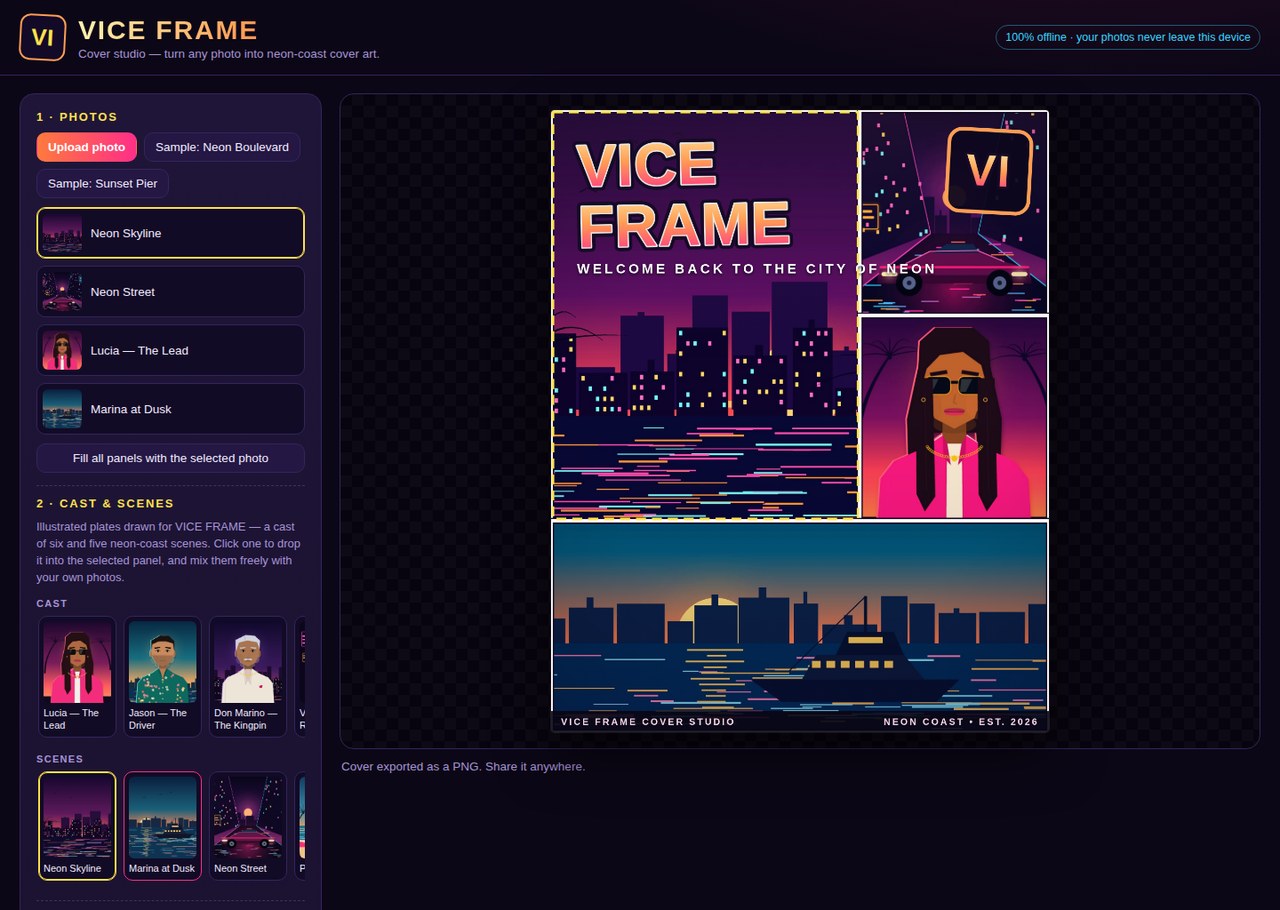 VI
VICE FRAME
Cover studio — turn any photo into neon-coast cover art.
100% offline · your photos never leave this device
1 · PHOTOS
Upload photo
Sample: Neon Boulevard
Sample: Sunset Pier
Neon Skyline
Neon Street
Lucia — The Lead
Marina at Dusk
Fill all panels with the selected photo
2 · CAST & SCENES
Illustrated plates drawn for VICE FRAME — a cast
of six and five neon-coast scenes. Click one to drop
it into the selected panel, and mix them freely with
your own photos.
CAST
Lucia — The
Lead
Jason — The
Driver
Don Marino —
The Kingpin
SCENES
Neon Skyline
Marina at Dusk
Neon Street
VICE
FRAME
WELCOME BACK TO THE CITY OF NEON
VI
VICE FRAME COVER STUDIO
NEON COAST • EST. 2026
Cover exported as a PNG. Share it anywhere.